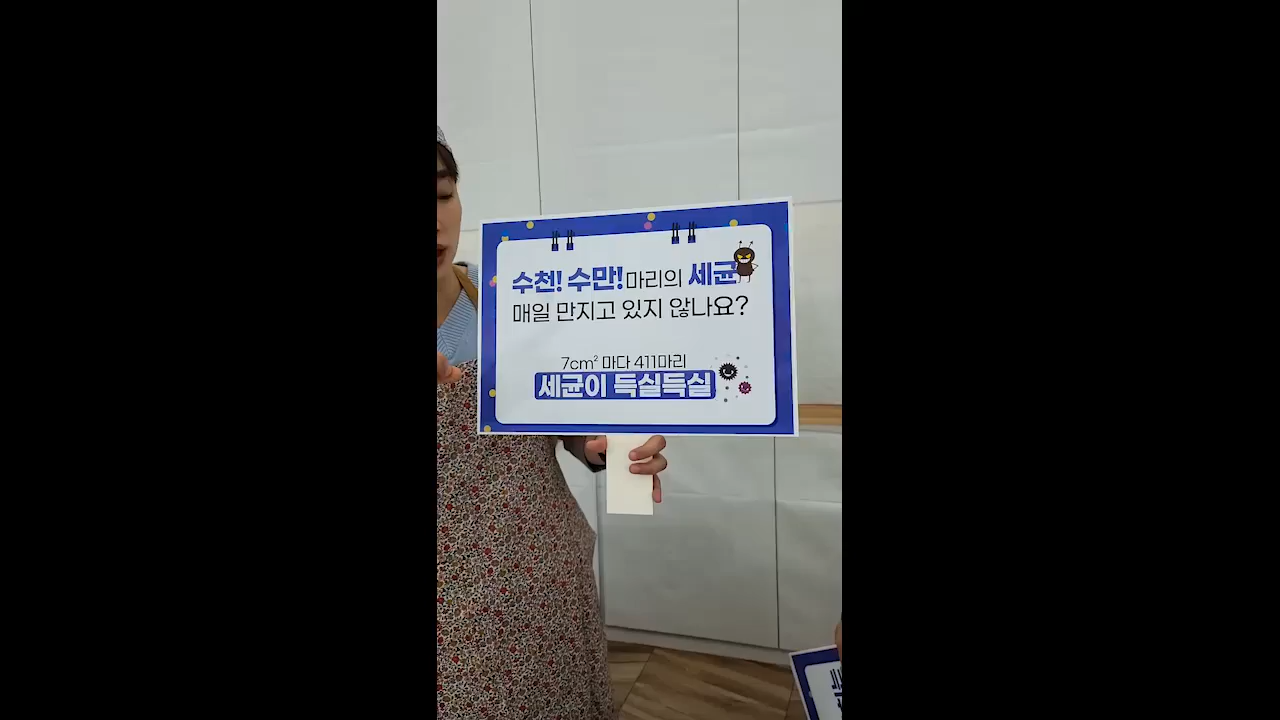 수천! 수만! 마리의 세균
매일 만지고 있지 않나요?
7cm² 마다 411마리
세균이 득실득실